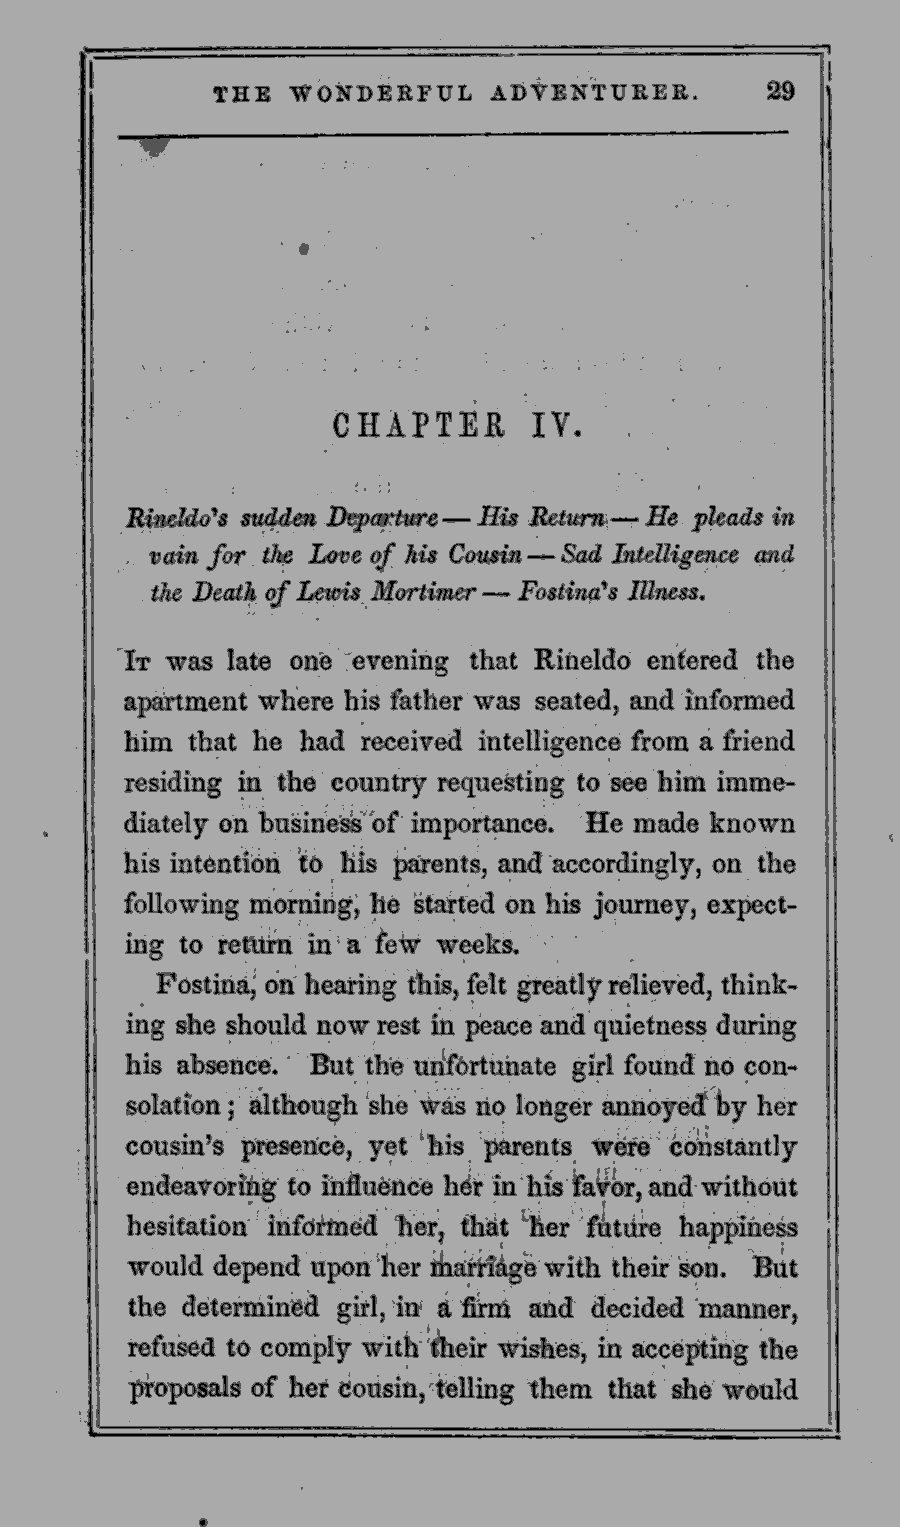 THE WONDERFUL ADVENTURER. 29
CHAPTER IV.
Rineldo's sudden Departure — His Return — He pleads in
vain for the Love of his Cousin — Sad Intelligence and
the Death of Lewis Mortimer — Fostina's Illness.
It was late one evening that Rineldo entered the
apartment where his father was seated, and informed
him that he had received intelligence from a friend
residing in the country requesting to see him imme-
diately on business of importance. He made known
his intention to his parents, and accordingly, on the
following morning, he started on his journey, expect-
ing to return in a few weeks.
Fostina, on hearing this, felt greatly relieved, think-
ing she should now rest in peace and quietness during
his absence. But the unfortunate girl found no con-
solation; although she was no longer annoyed by her
cousin's presence, yet his parents were constantly
endeavoring to influence her in his favor, and without
hesitation informed her, that her future happiness
would depend upon her marriage with their son. But
the determined girl, in a firm and decided manner,
refused to comply with their wishes, in accepting the
proposals of her cousin, telling them that she would